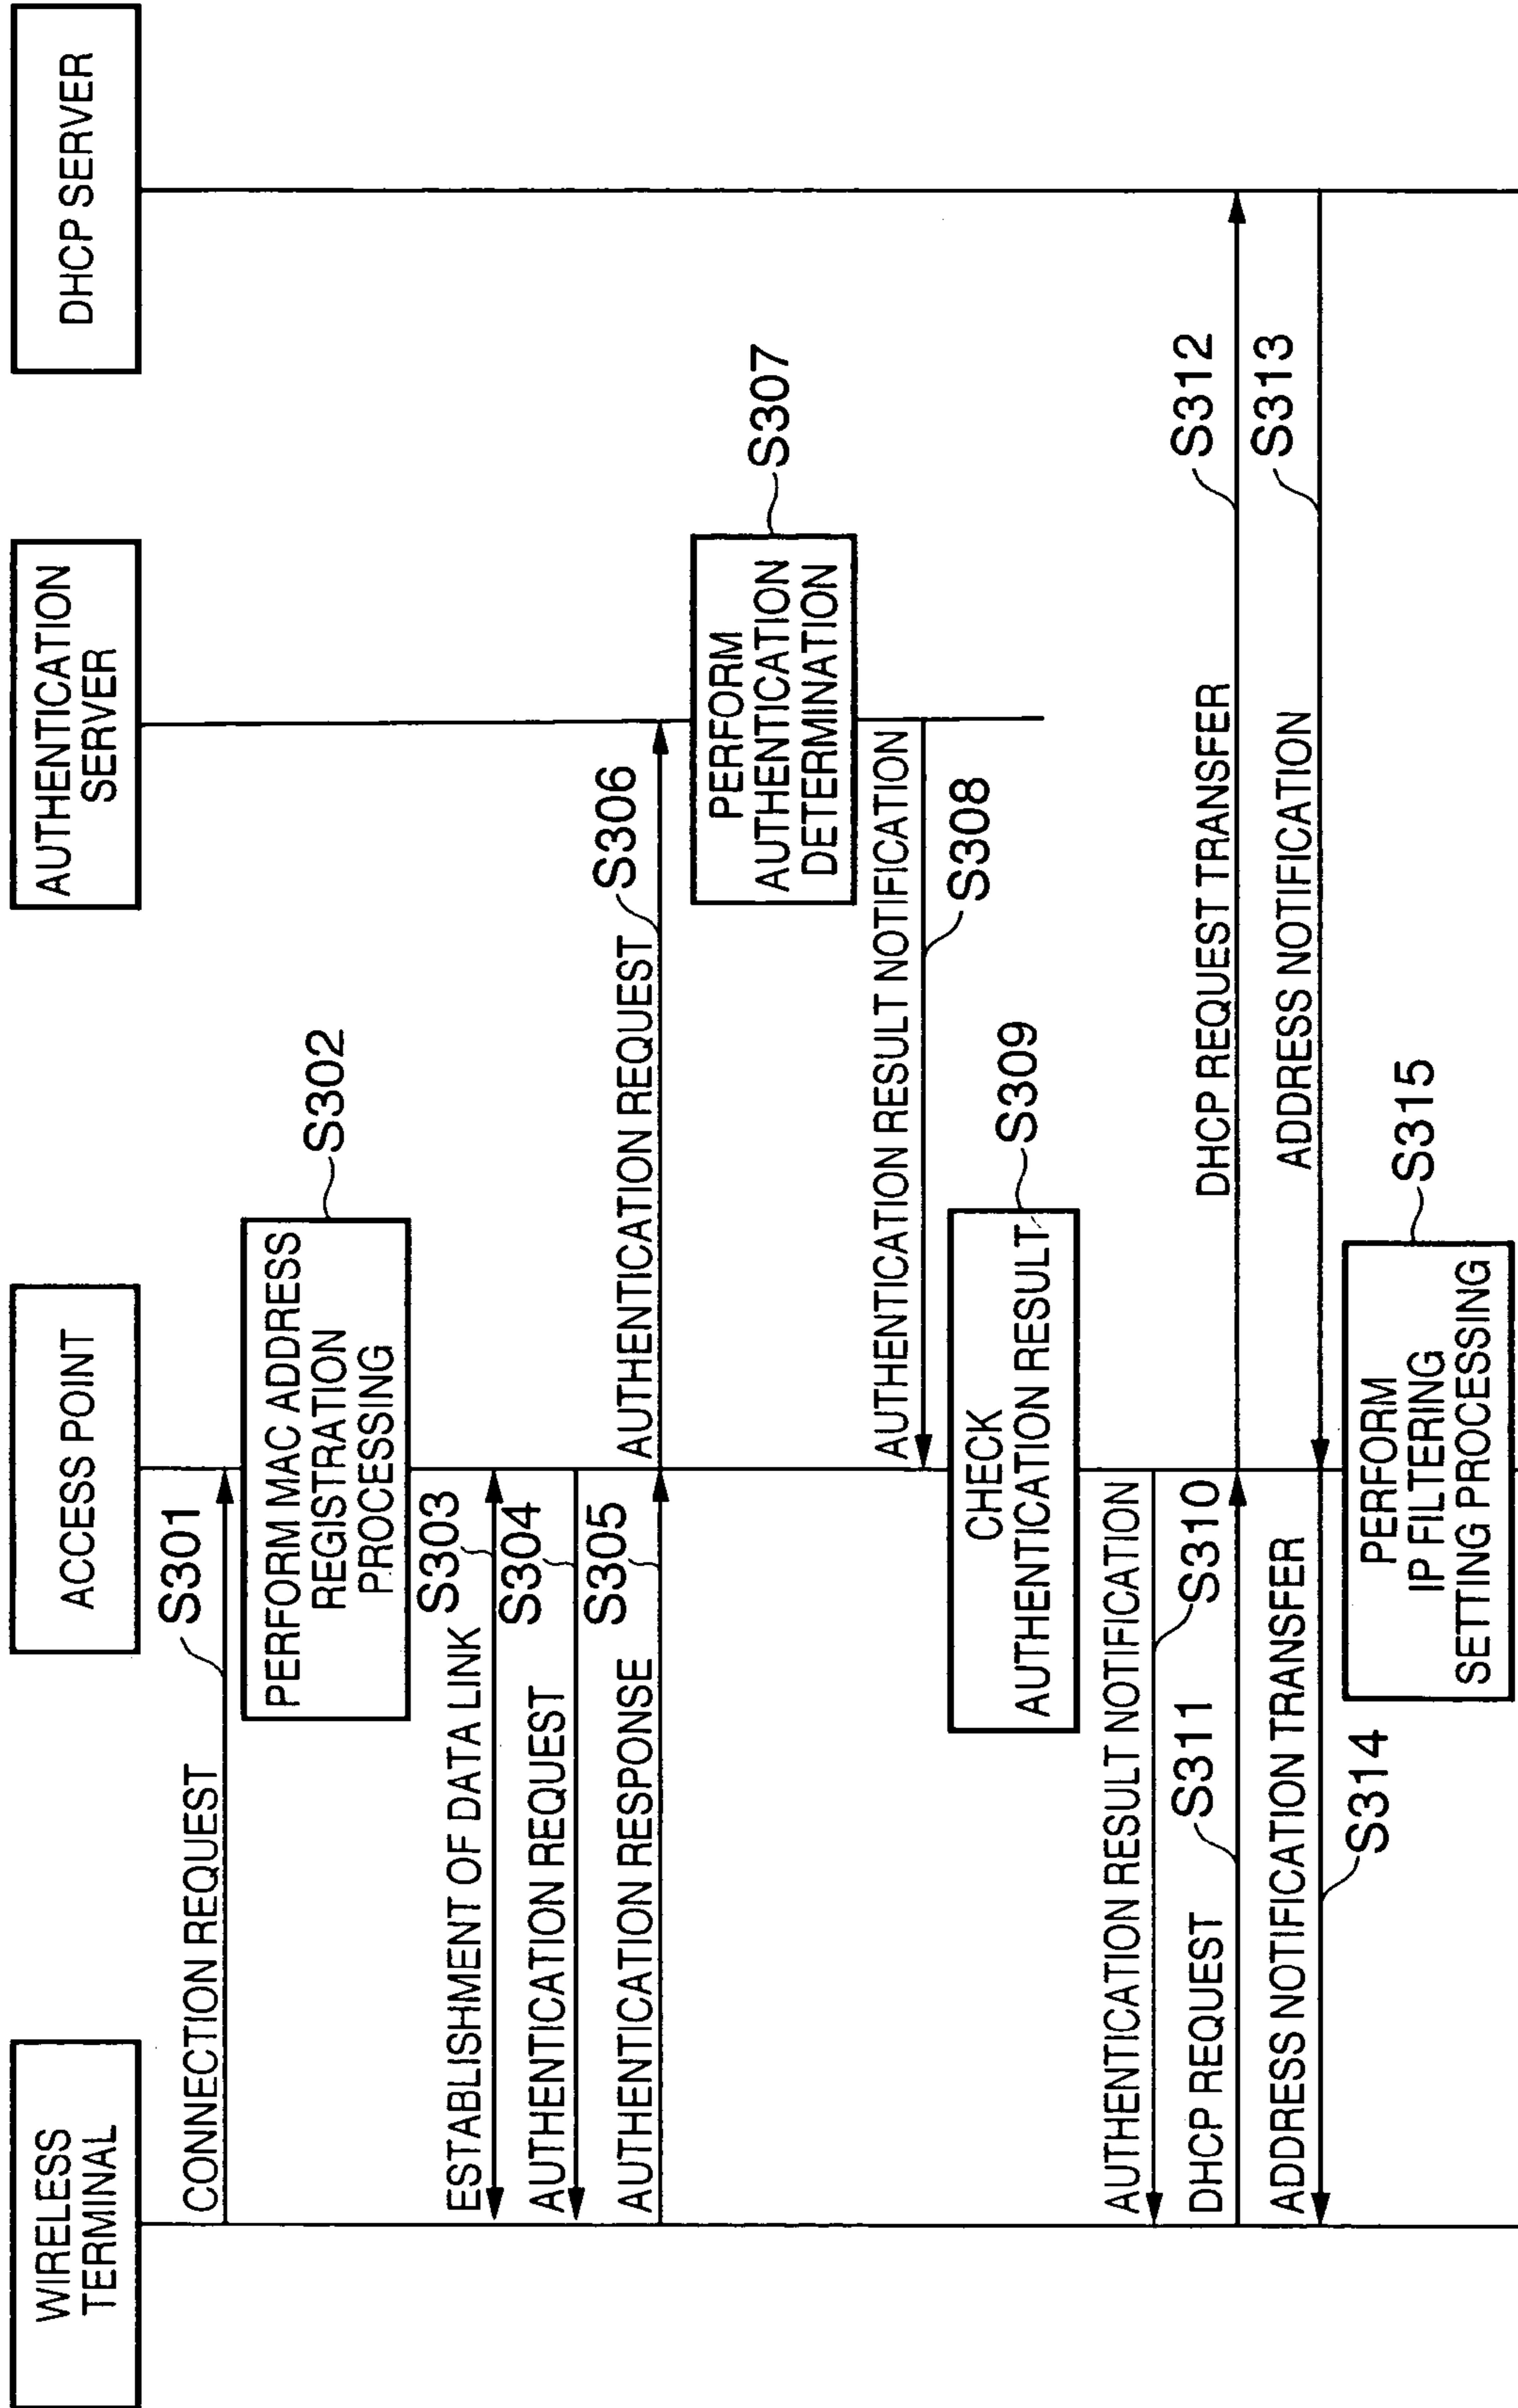 WIRELESS
TERMINAL
ACCESS POINT
AUTHENTICATION
SERVER
DHCP SERVER
CONNECTION REQUEST
S301
PERFORM MAC ADDRESS
REGISTRATION
PROCESSING
S302
ESTABLISHMENT OF DATA LINK
S303
AUTHENTICATION REQUEST
S304
AUTHENTICATION RESPONSE
S305
AUTHENTICATION REQUEST
S306
PERFORM
AUTHENTICATION
DETERMINATION
S307
AUTHENTICATION RESULT NOTIFICATION
S308
CHECK
AUTHENTICATION RESULT
S309
AUTHENTICATION RESULT NOTIFICATION
S310
DHCP REQUEST
S311
DHCP REQUEST TRANSFER
S312
ADDRESS NOTIFICATION
S313
ADDRESS NOTIFICATION TRANSFER
S314
PERFORM
IP FILTERING
SETTING PROCESSING
S315